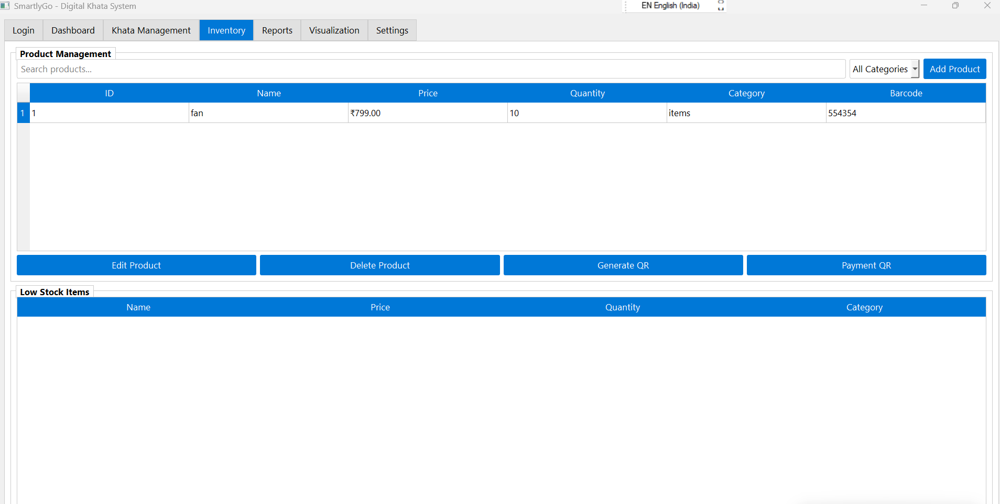 SmartlyGo - Digital Khata System
EN English (India)
Login Dashboard Khata Management Inventory Reports Visualization Settings
Product Management
Search products... All Categories Add Product
ID Name Price Quantity Category Barcode
1 1 fan ₹799.00 10 items 554354
Edit Product Delete Product Generate QR Payment QR
Low Stock Items
Name Price Quantity Category